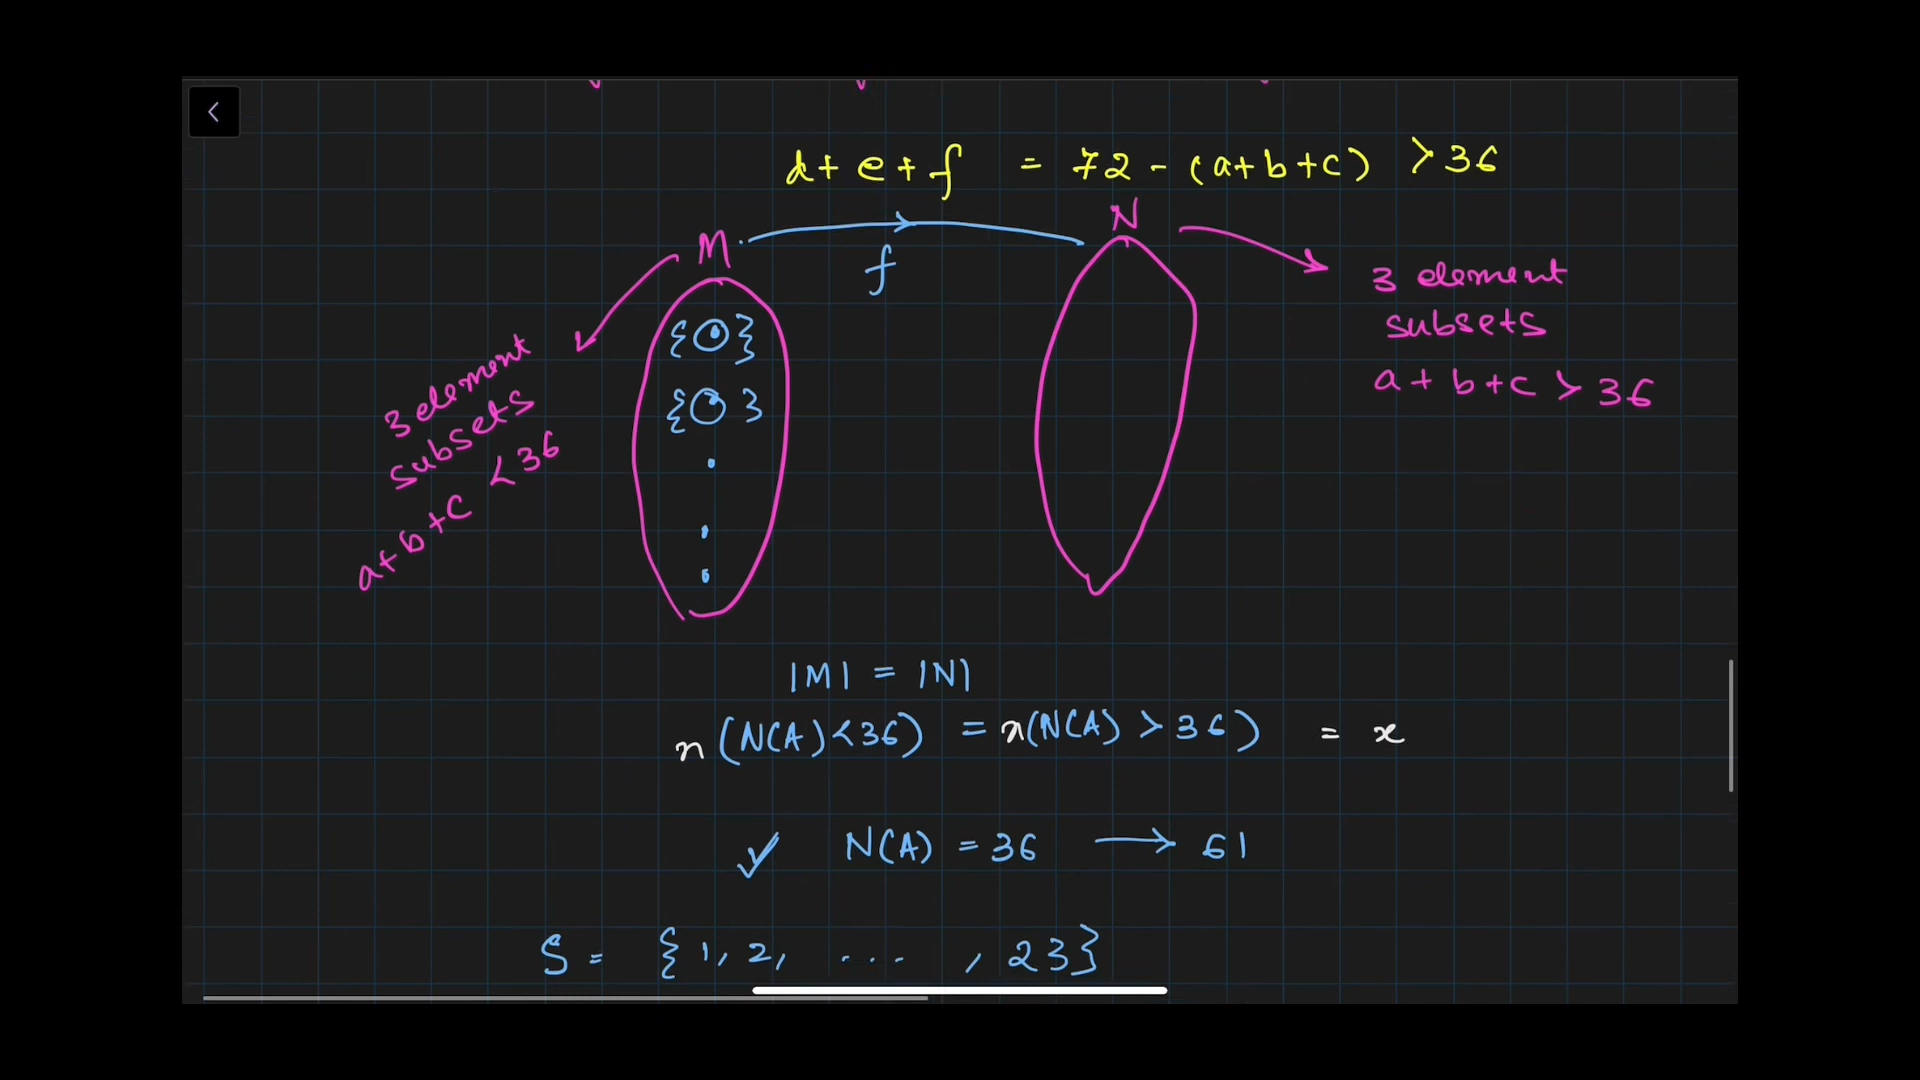 d+e+f = 72 - (a+b+c) > 36
M
N
f
3 element
subsets
a+b+c > 36
3 element
subsets
a+b+c < 36
{ }
{ }
|M| = |N|
n(N(A)<36) = n(N(A) > 36) = x
✓ N(A) = 36 → 61
S = {1, 2, ... , 23}